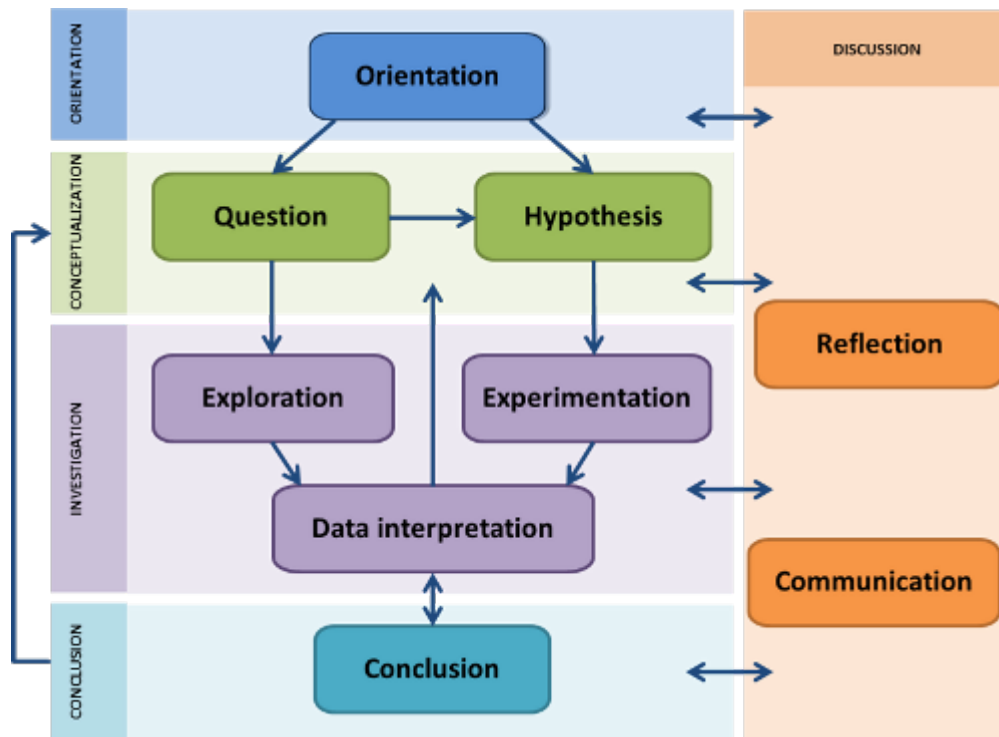 ORIENTATION
Orientation
DISCUSSION
CONCEPTUALIZATION
Question
Hypothesis
Reflection
INVESTIGATION
Exploration
Experimentation
Data interpretation
Communication
CONCLUSION
Conclusion